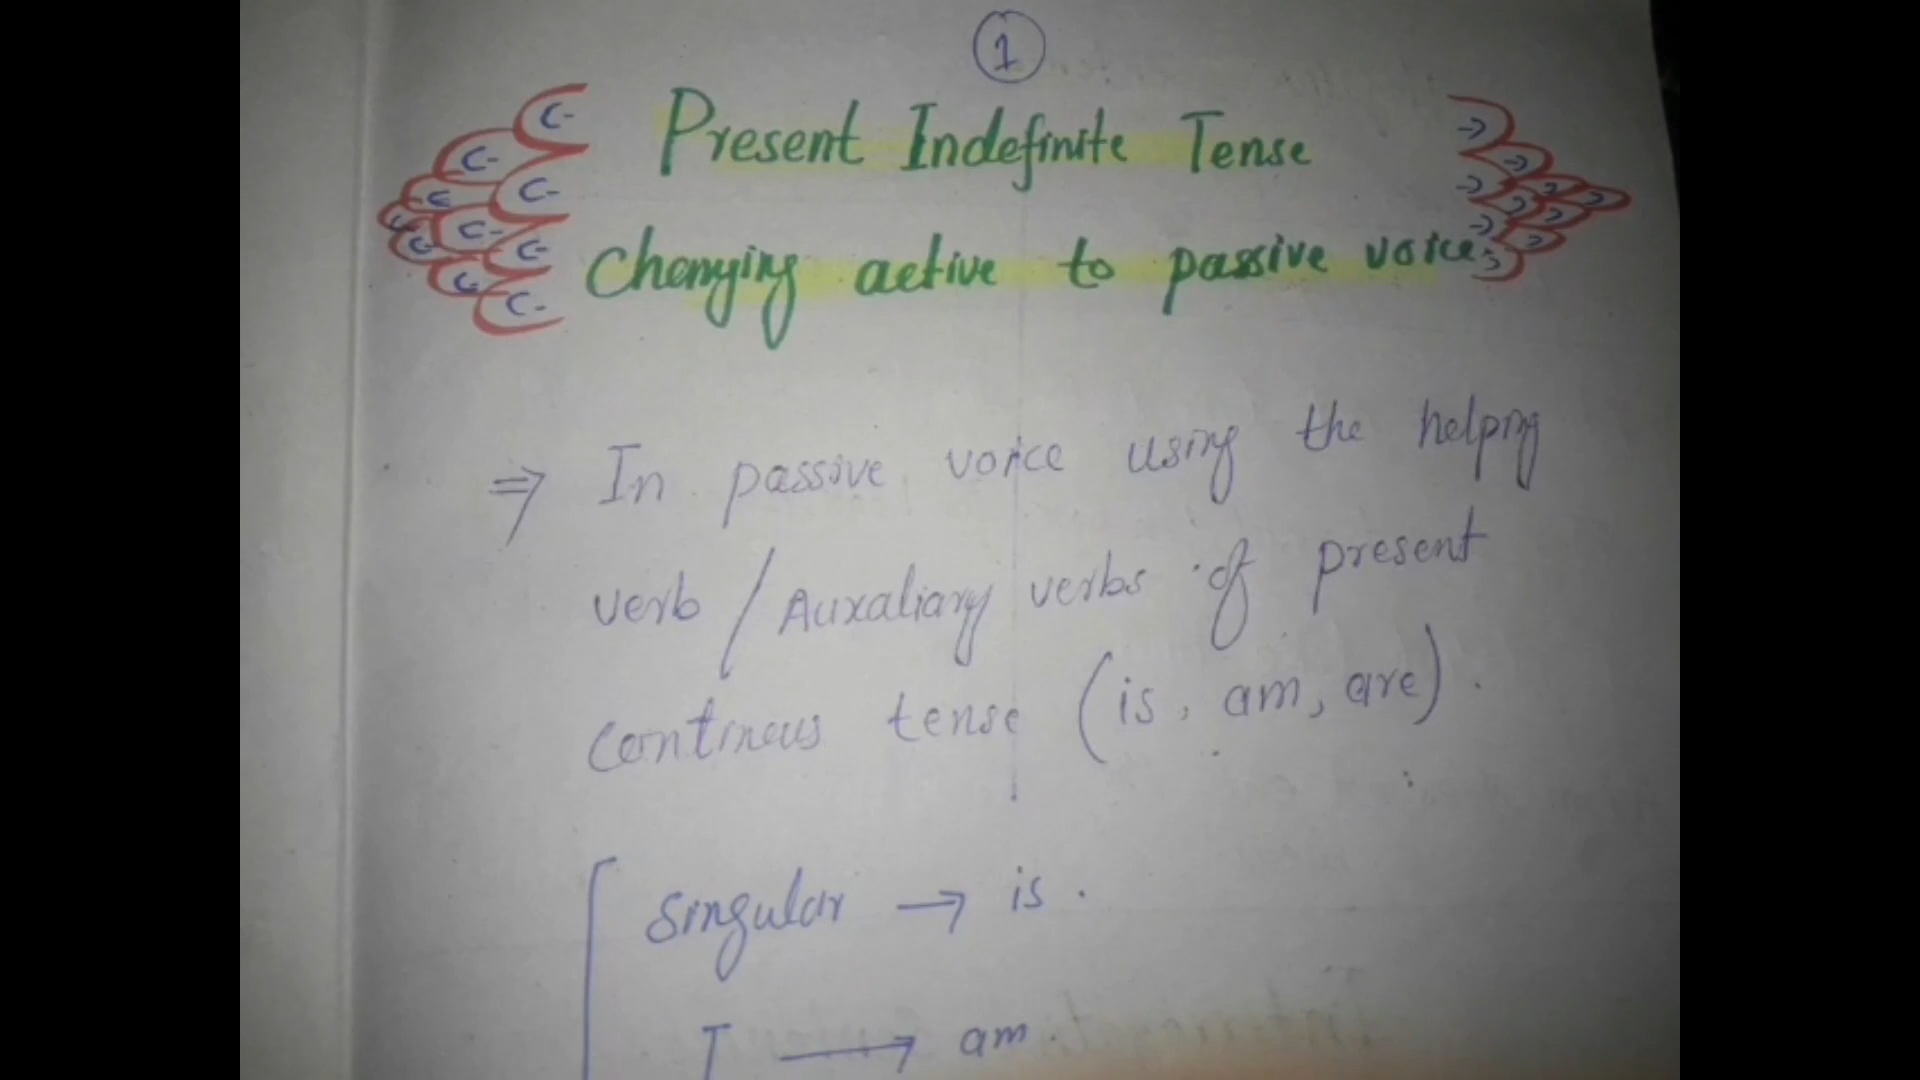 1
Present Indefinite Tense
Changing active to passive voice
⇒ In passive voice using the helping
verb / Auxaliary verbs of present
continous tense (is, am, are).
Singular → is.
I → am.